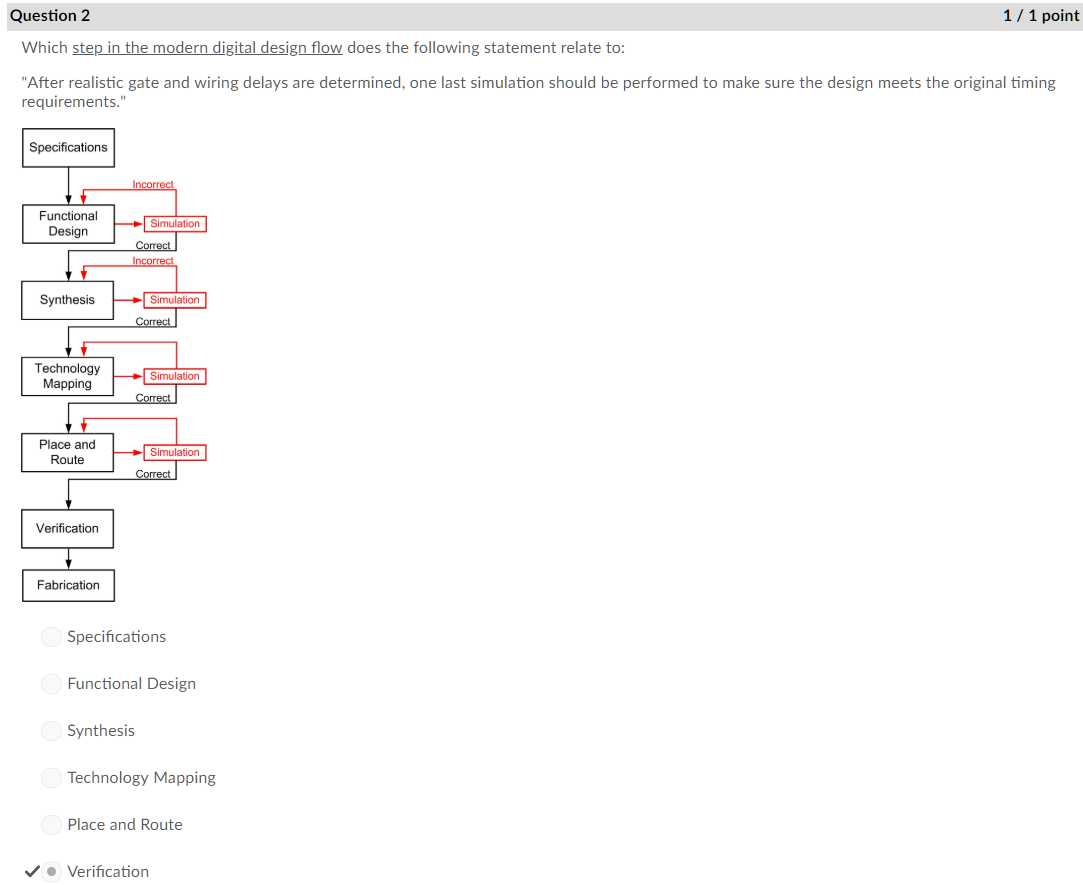 Question 2
1 / 1 point
Which step in the modern digital design flow does the following statement relate to:
"After realistic gate and wiring delays are determined, one last simulation should be performed to make sure the design meets the original timing
requirements."
Specifications
Incorrect
Functional
Design
Simulation
Correct
Incorrect
Synthesis
Simulation
Correct
Technology
Mapping
Simulation
Correct
Place and
Route
Simulation
Correct
Verification
Fabrication
Specifications
Functional Design
Synthesis
Technology Mapping
Place and Route
Verification